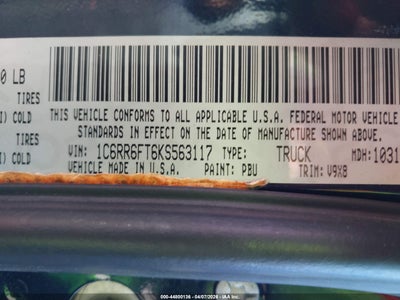 0 LB
TIRES
) COLD THIS VEHICLE CONFORMS TO ALL APPLICABLE U.S.A. FEDERAL MOTOR VEHICLE
TIRES STANDARDS IN EFFECT ON THE DATE OF MANUFACTURE SHOWN ABOVE.
) COLD VIN: 1C6RR6FT6KS563117 TYPE: TRUCK MDH: 1031
VEHICLE MADE IN U.S.A. PAINT: PBU TRIM: V9X8
000-44800136 - 04/07/2026 -
IAA Inc.